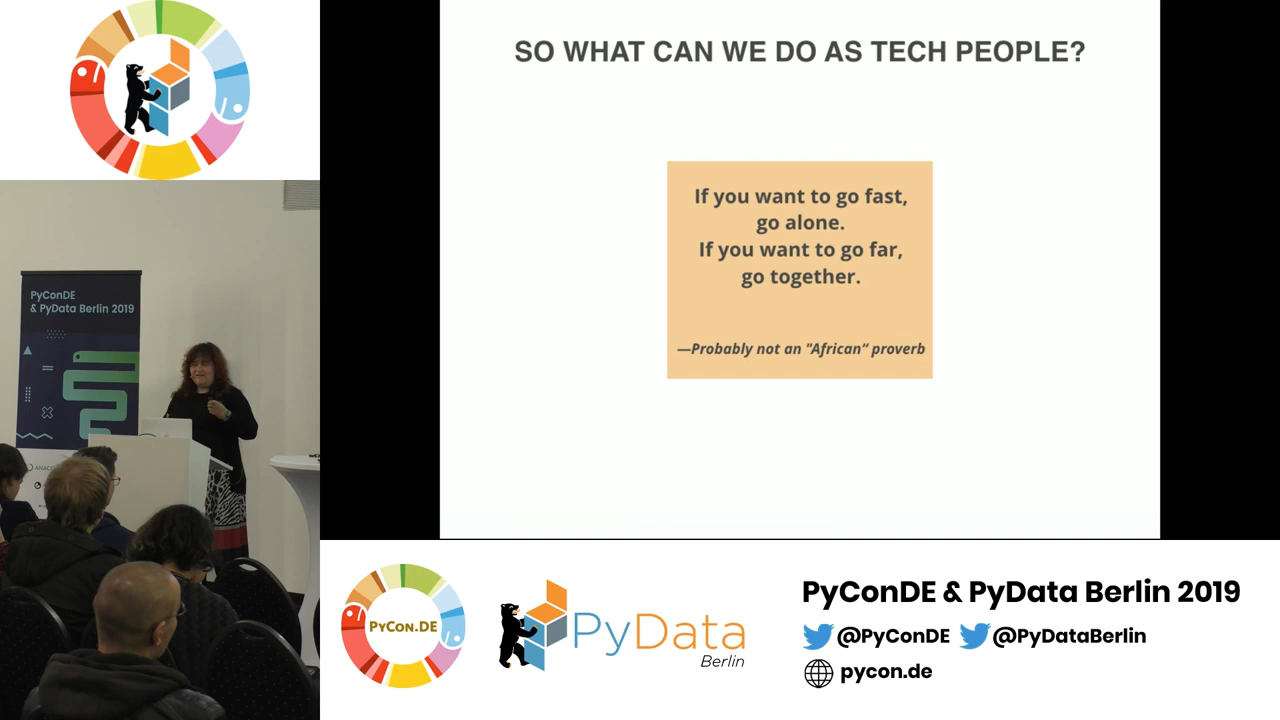 SO WHAT CAN WE DO AS TECH PEOPLE?
If you want to go fast,
go alone.
If you want to go far,
go together.
—Probably not an "African“ proverb
PyConDE
& PyData Berlin 2019
PyCon.DE
PyData
Berlin
PyConDE & PyData Berlin 2019
@PyConDE @PyDataBerlin
pycon.de